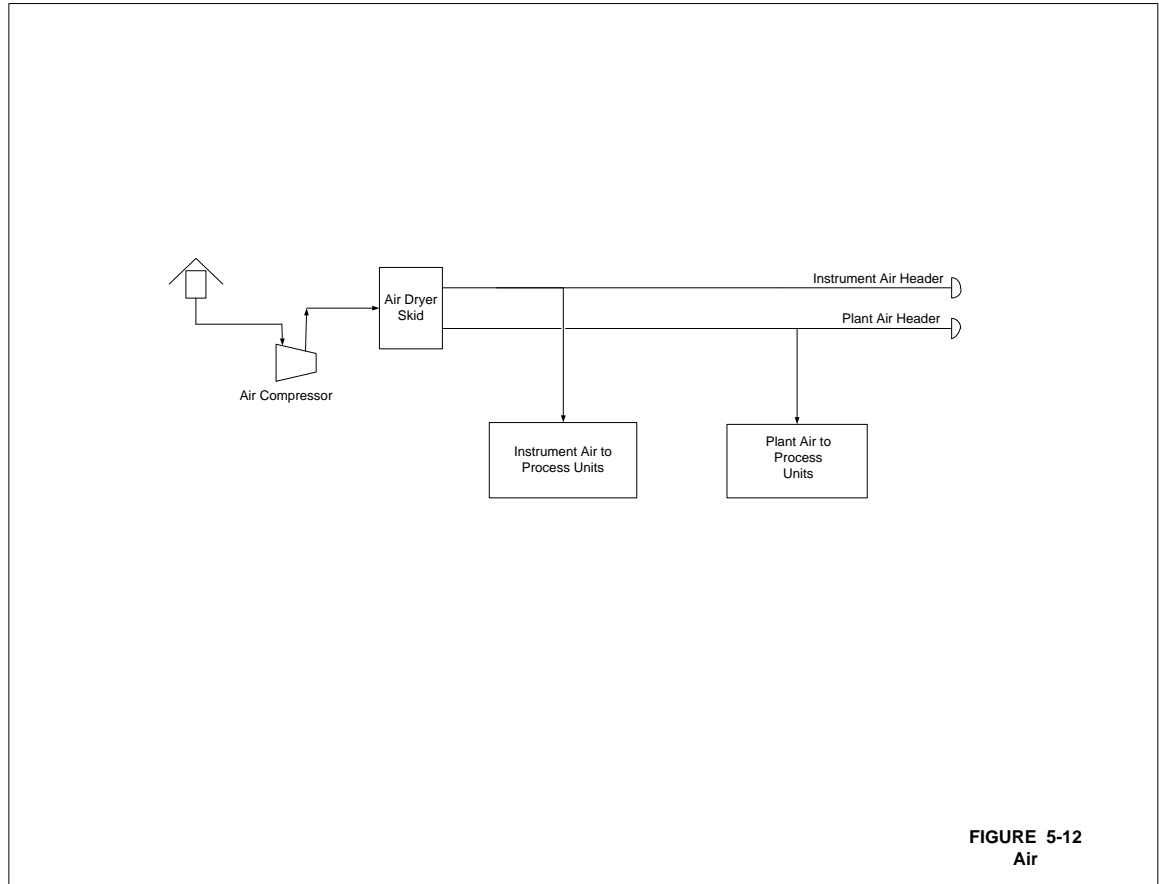 Instrument Air Header
Air Dryer
Skid
Plant Air Header
Air Compressor
Instrument Air to
Process Units
Plant Air to
Process
Units
FIGURE 5-12
Air